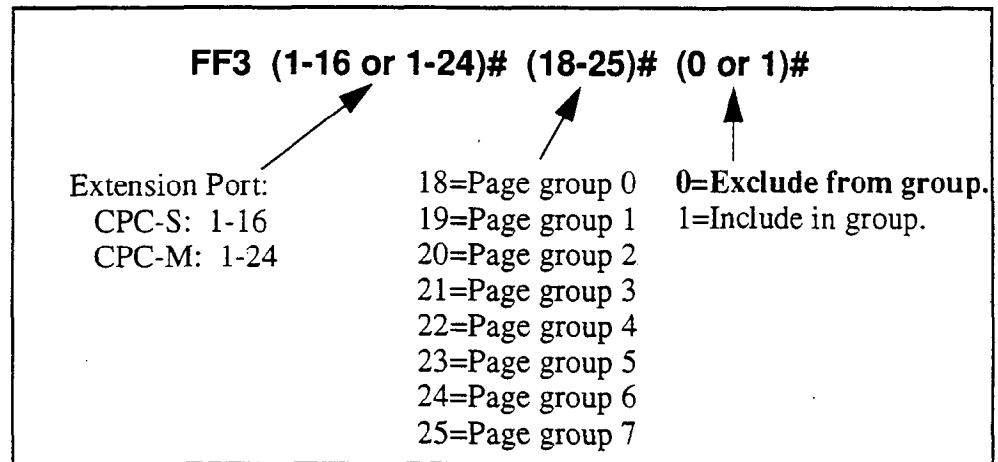 FF3 (1-16 or 1-24)# (18-25)# (0 or 1)#
Extension Port:
CPC-S: 1-16
CPC-M: 1-24
18=Page group 0
19=Page group 1
20=Page group 2
21=Page group 3
22=Page group 4
23=Page group 5
24=Page group 6
25=Page group 7
0=Exclude from group.
1=Include in group.